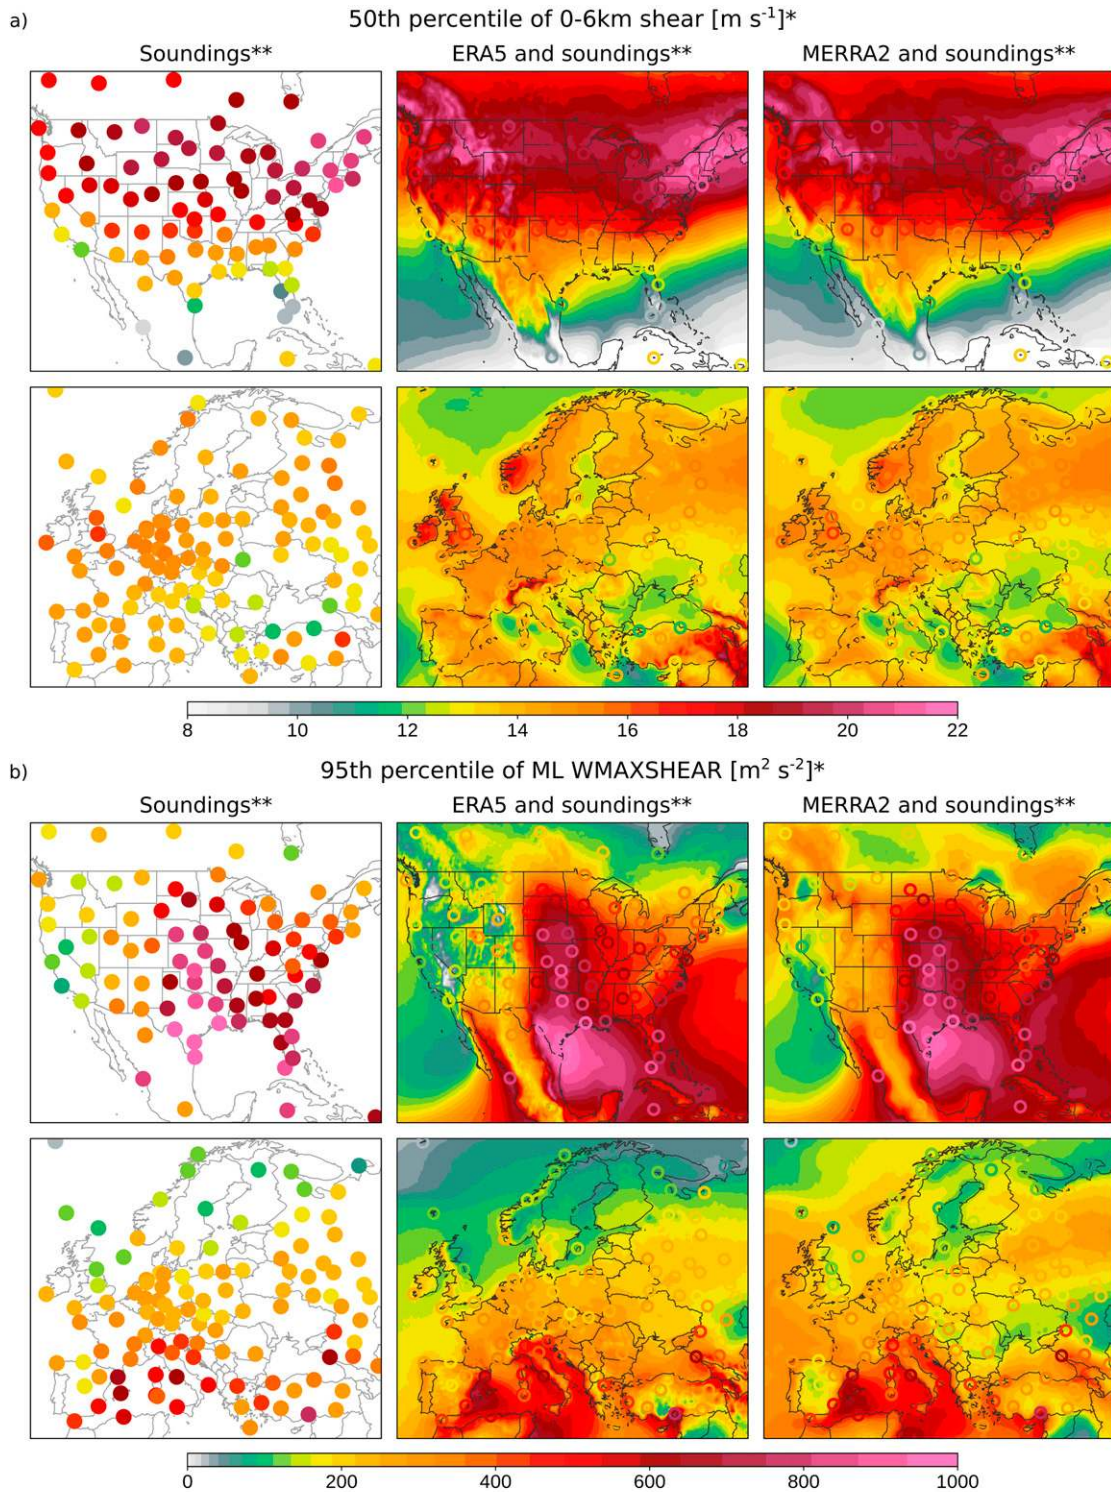 a)
50th percentile of 0-6km shear [m s⁻¹]*
Soundings**
ERA5 and soundings**
MERRA2 and soundings**
8 10 12 14 16 18 20 22
b)
95th percentile of ML WMAXSHEAR [m² s⁻²]*
Soundings**
ERA5 and soundings**
MERRA2 and soundings**
0 200 400 600 800 1000